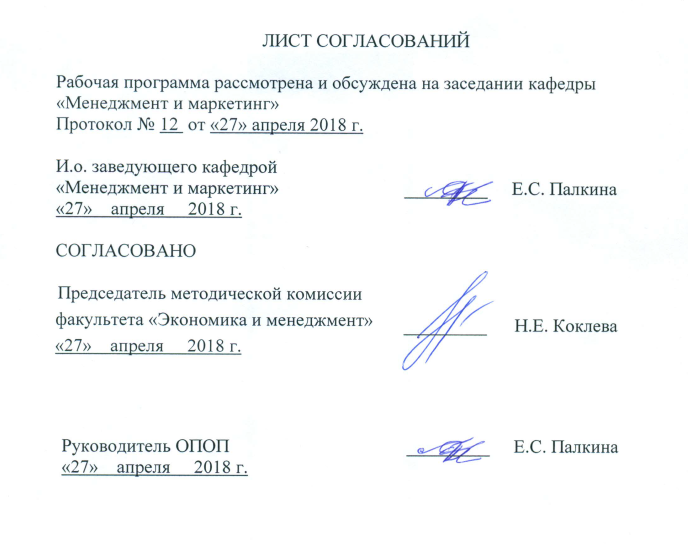 ЛИСТ СОГЛАСОВАНИЙ
Рабочая программа рассмотрена и обсуждена на заседании кафедры
«Менеджмент и маркетинг»
Протокол № 12 от «27» апреля 2018 г.
И.о. заведующего кафедрой
«Менеджмент и маркетинг»
Е.С. Палкина
«27» апреля 2018 г.
СОГЛАСОВАНО
Председатель методической комиссии
факультета «Экономика и менеджмент»
Н.Е. Коклева
«27» апреля 2018 г.
Руководитель ОПОП
Е.С. Палкина
«27» апреля 2018 г.